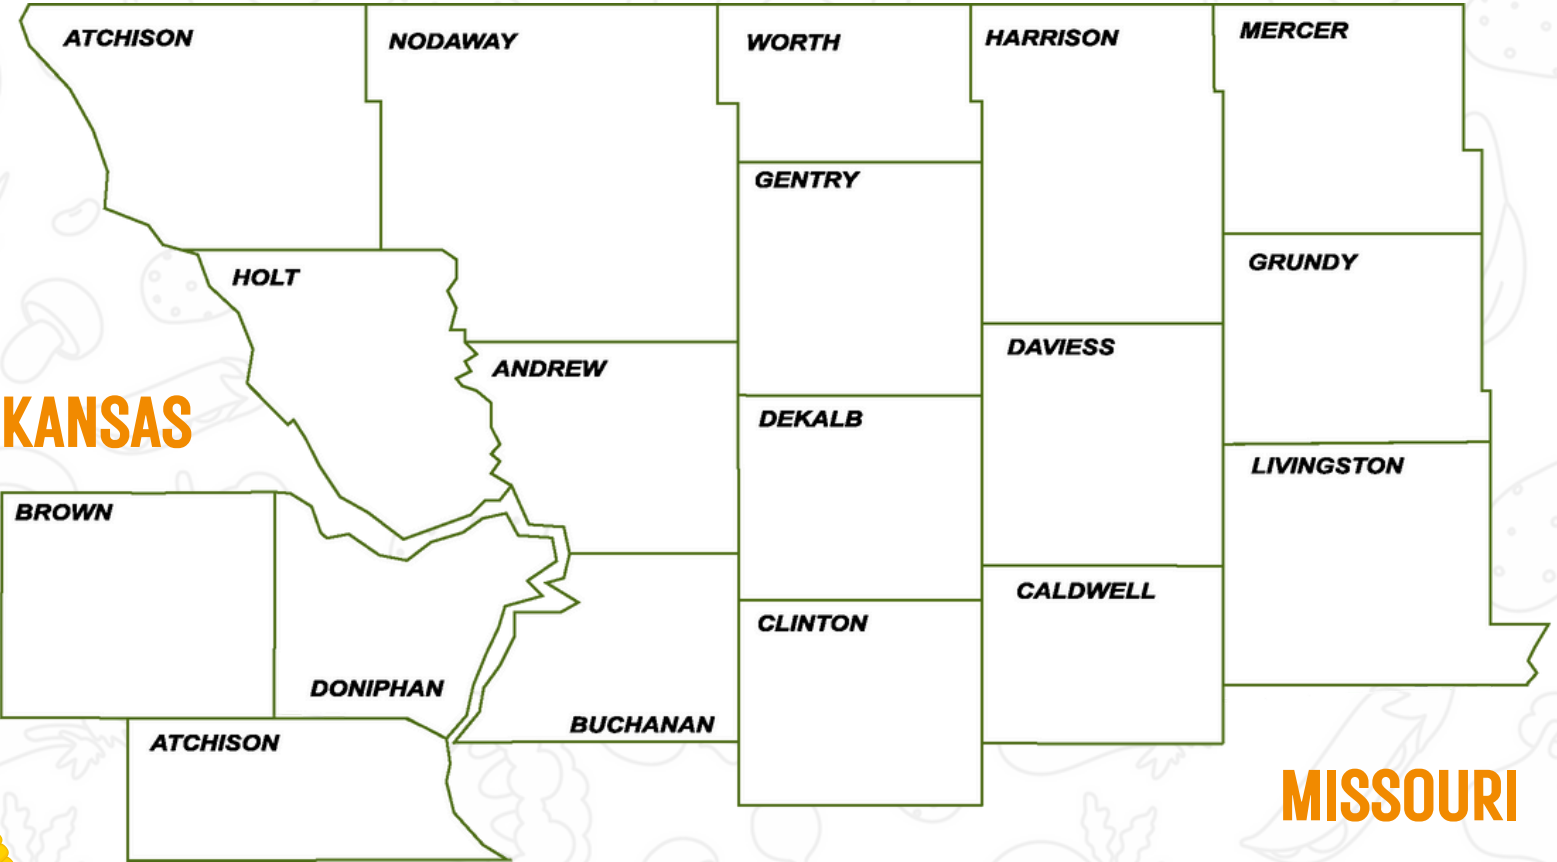 ATCHISON
NODAWAY
WORTH
HARRISON
MERCER
GENTRY
GRUNDY
HOLT
DAVIESS
ANDREW
DEKALB
KANSAS
LIVINGSTON
BROWN
CALDWELL
CLINTON
DONIPHAN
BUCHANAN
ATCHISON
MISSOURI